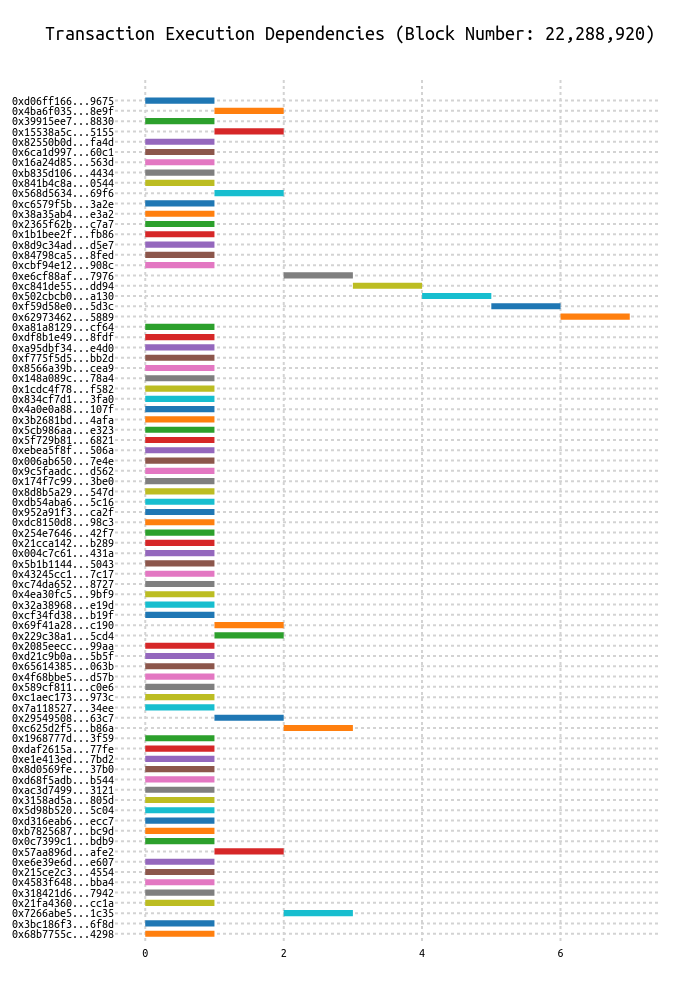 Transaction Execution Dependencies (Block Number: 22,288,920)
0xd06ff166...9675
0x4ba6f035...8e9f
0x39915ee7...8830
0x15538a5c...5155
0x82550b0d...fa4d
0x6ca1d997...60c1
0x16a24d85...563d
0xb835d106...4434
0x841b4c8a...0544
0x568d5634...69f6
0xc6579f5b...3a2e
0x38a35ab4...e3a2
0x2365f62b...c7a7
0x1b1bee2f...fb86
0x8d9c34ad...d5e7
0x84798ca5...8fed
0xcbf94e12...908c
0xe6cf88af...7976
0xc841de55...dd94
0x502cbcb0...a130
0xf59d58e0...5d3c
0x62973462...5889
0xa81a8129...cf64
0xdf8b1e49...8fdf
0xa95dbf34...e4d0
0xf775f5d5...bb2d
0x8566a39b...cea9
0x148a089c...78a4
0x1cdc4f78...f582
0x834cf7d1...3fa0
0x4a0e0a88...107f
0x3b2681bd...4afa
0x5cb986aa...e323
0x5f729b81...6821
0xebea5f8f...506a
0x006ab650...7e4e
0x9c5faadc...d562
0x174f7c99...3be0
0x8d8b5a29...547d
0xdb54aba6...5c16
0x952a91f3...ca2f
0xdc8150d8...98c3
0x254e7646...42f7
0x21cca142...b289
0x004c7c61...431a
0x5b1b1144...5043
0x43245cc1...7c17
0xc74da652...8727
0x4ea30fc5...9bf9
0x32a38968...e19d
0xcf34fd38...b19f
0x69f41a28...c190
0x229c38a1...5cd4
0x2085eecc...99aa
0xd21c9b0a...5b5f
0x65614385...063b
0x4f68bbe5...d57b
0x589cf811...c0e6
0xc1aec173...973c
0x7a118527...34ee
0x29549508...63c7
0xc625d2f5...b86a
0x1968777d...3f59
0xdaf2615a...77fe
0xe1e413ed...7bd2
0x8d0569fe...37b0
0xd68f5adb...b544
0xac3d7499...3121
0x3158ad5a...805d
0x5d98b520...5c04
0xd316eab6...ecc7
0xb7825687...bc9d
0x0c7399c1...bdb9
0x57aa896d...afe2
0xe6e39e6d...e607
0x215ce2c3...4554
0x4583f648...bba4
0x318421d6...7942
0x21fa4360...cc1a
0x7266abe5...1c35
0x3bc186f3...6f8d
0x68b7755c...4298
0 2 4 6